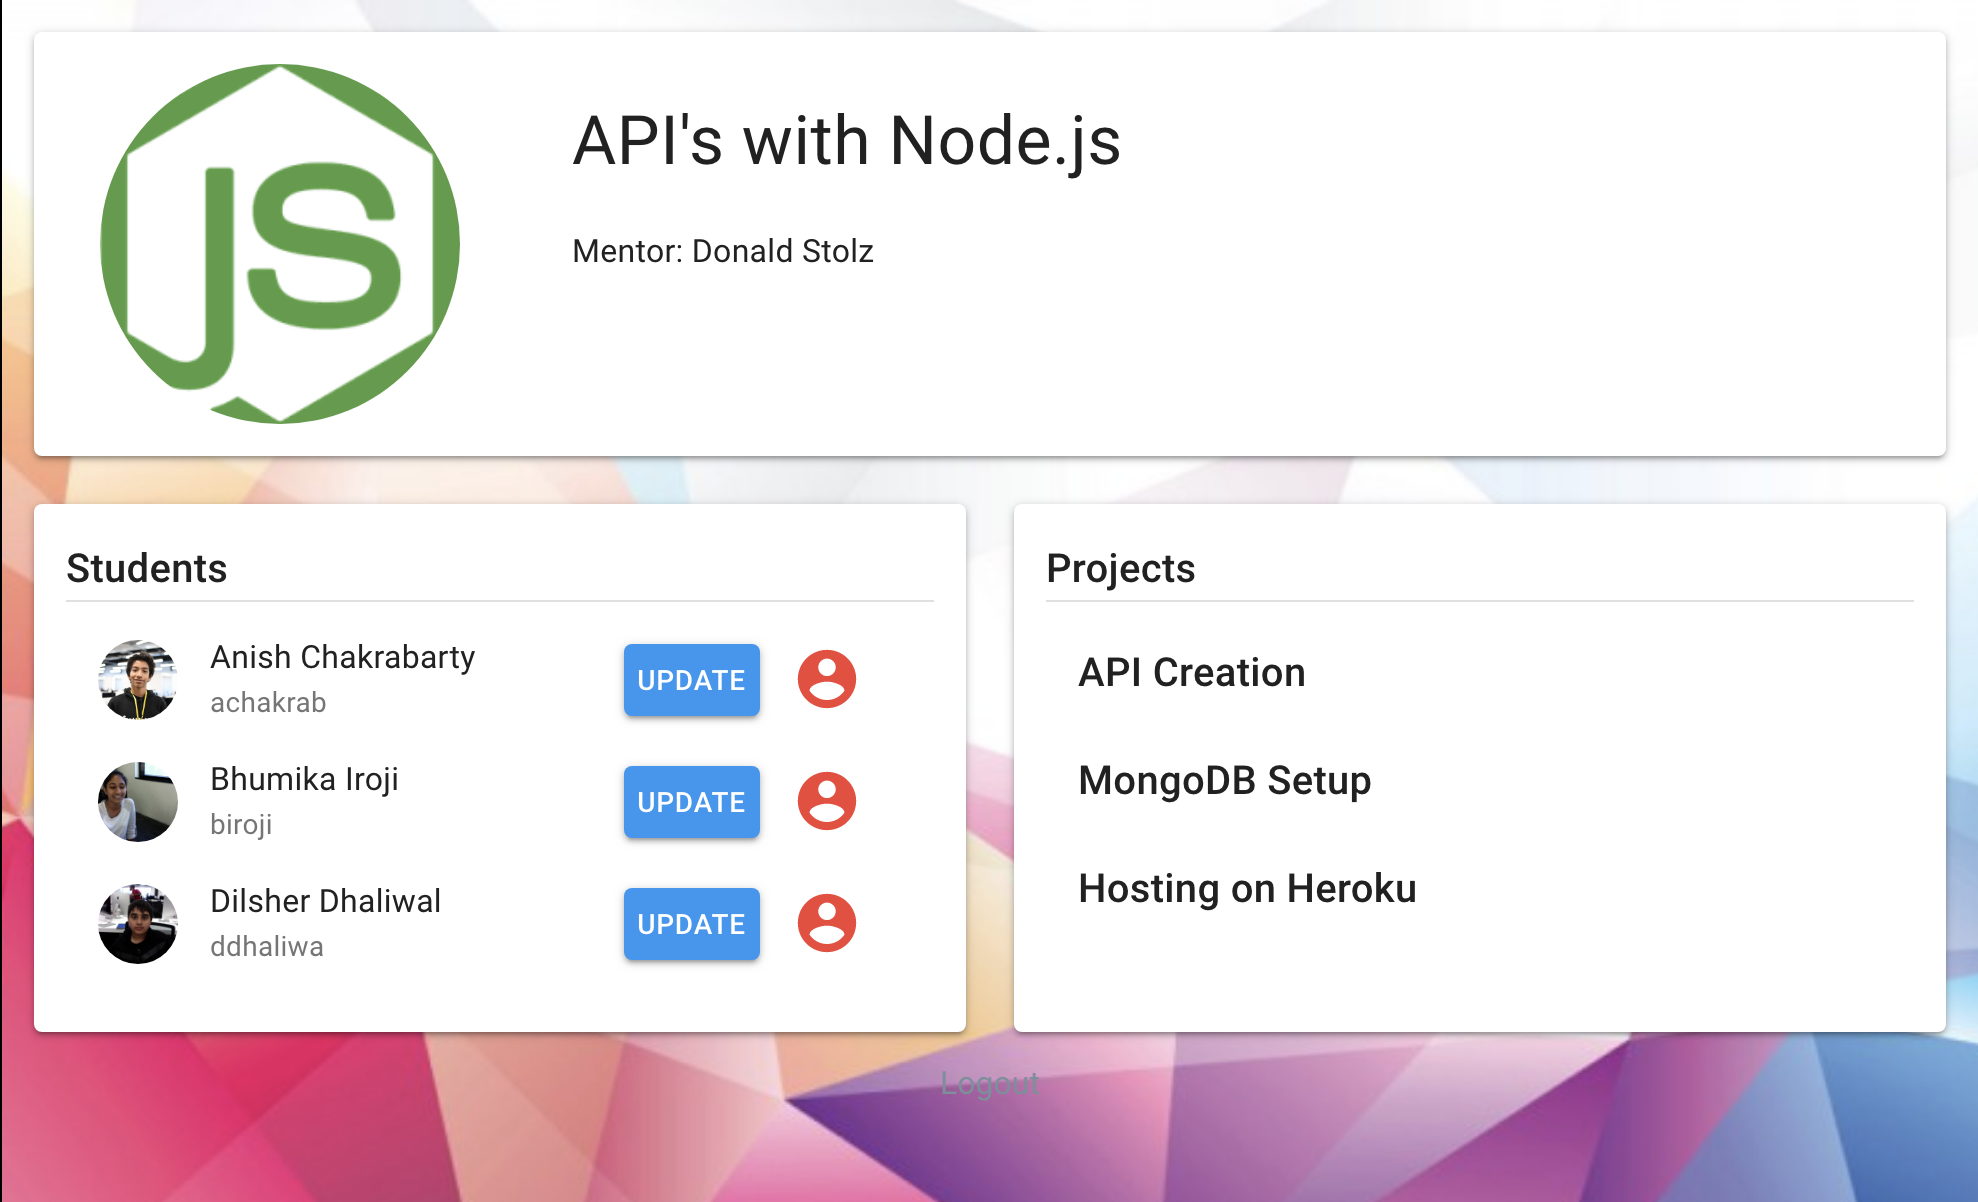 JS
API's with Node.js
Mentor: Donald Stolz
Students
Anish Chakrabarty
achakrab
UPDATE
Bhumika Iroji
biroji
UPDATE
Dilsher Dhaliwal
ddhaliwa
UPDATE
Projects
API Creation
MongoDB Setup
Hosting on Heroku
Logout